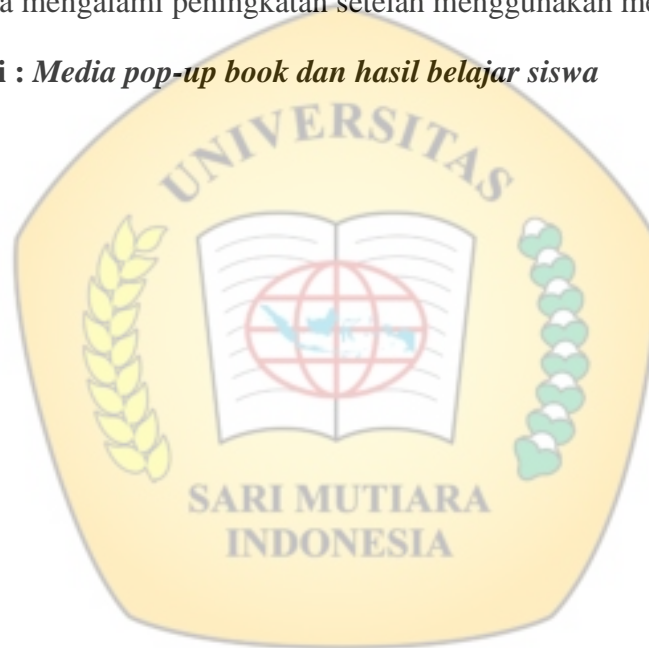 a mengalami peningkatan setelah menggunakan me
i : Media pop-up book dan hasil belajar siswa
UNIVERSITAS
SARI MUTIARA
INDONESIA